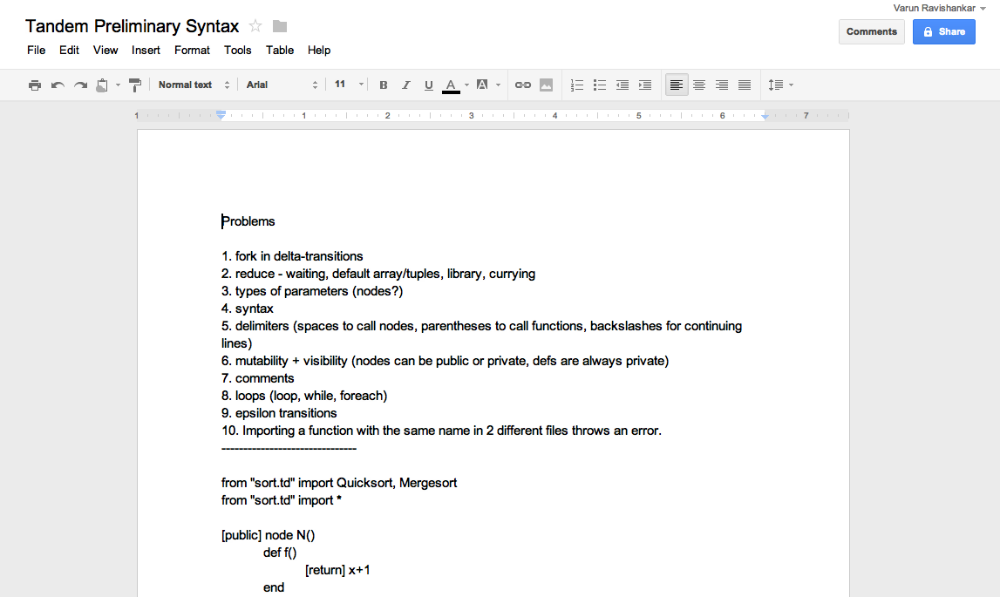 Varun Ravishankar
Tandem Preliminary Syntax
Comments
Share
File Edit View Insert Format Tools Table Help
Normal text Arial 11 B I U A A
1 1 2 3 4 5 6 7
Problems
1. fork in delta-transitions
2. reduce - waiting, default array/tuples, library, currying
3. types of parameters (nodes?)
4. syntax
5. delimiters (spaces to call nodes, parentheses to call functions, backslashes for continuing
lines)
6. mutability + visibility (nodes can be public or private, defs are always private)
7. comments
8. loops (loop, while, foreach)
9. epsilon transitions
10. Importing a function with the same name in 2 different files throws an error.
-------------------------------
from "sort.td" import Quicksort, Mergesort
from "sort.td" import *
[public] node N()
def f()
[return] x+1
end